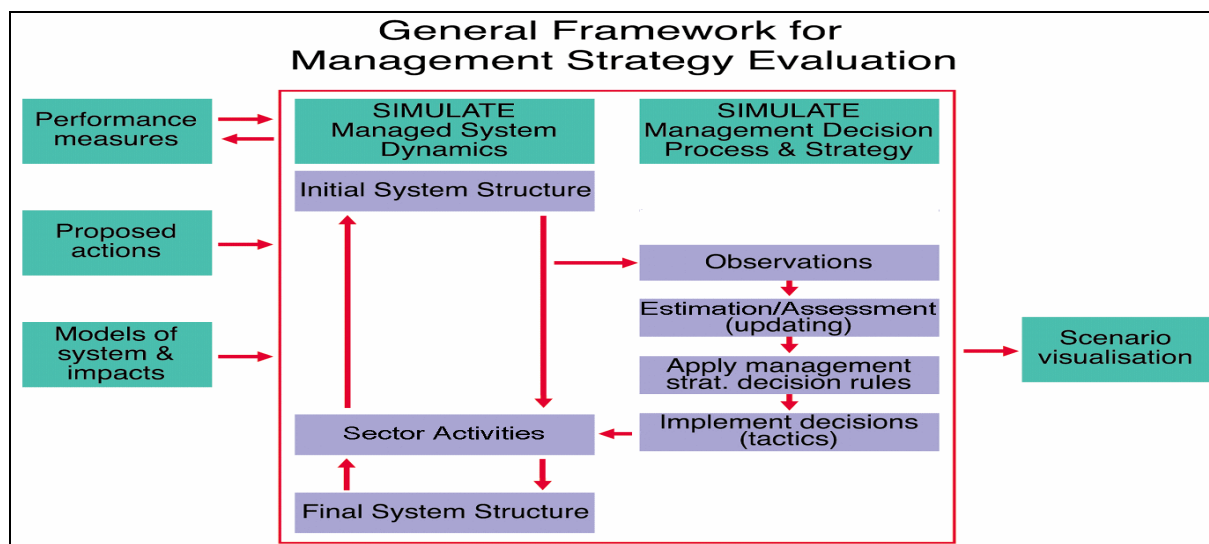 General Framework for
Management Strategy Evaluation
Performance
measures
Proposed
actions
Models of
system &
impacts
SIMULATE
Managed System
Dynamics
Initial System Structure
Sector Activities
Final System Structure
SIMULATE
Management Decision
Process & Strategy
Observations
Estimation/Assessment
(updating)
Apply management
strat. decision rules
Implement decisions
(tactics)
Scenario
visualisation